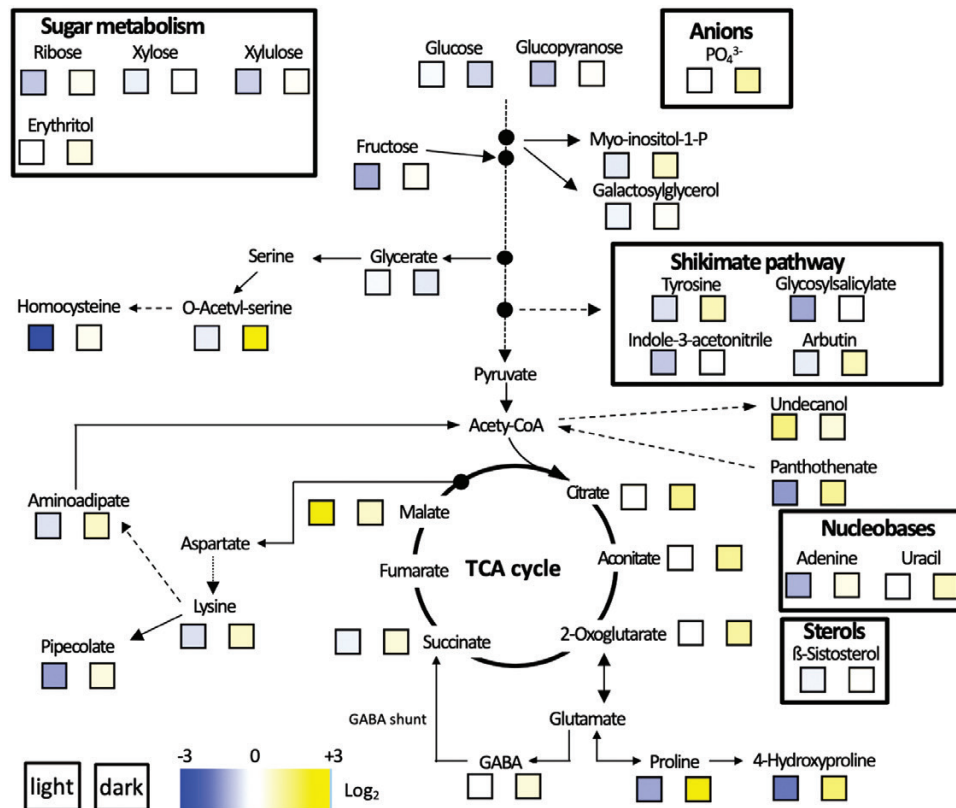 Sugar metabolism
Ribose Xylose Xylulose
Erythritol
Glucose Glucopyranose
Anions
PO₄³⁻
Fructose
Myo-inositol-1-P
Galactosylglycerol
Serine Glycerate
Homocysteine O-Acetyl-serine
Shikimate pathway
Tyrosine Glycosylsalicylate
Indole-3-acetonitrile Arbutin
Pyruvate
Acety-CoA
Undecanol
Panthothenate
Aminoadipate
Aspartate
Malate
Citrate
Fumarate
TCA cycle
Aconitate
Nucleobases
Adenine Uracil
Lysine
Pipecolate
Succinate
2-Oxoglutarate
Sterols
ß-Sistosterol
GABA shunt
Glutamate
GABA
Proline 4-Hydroxyproline
light dark
-3 0 +3
Log₂